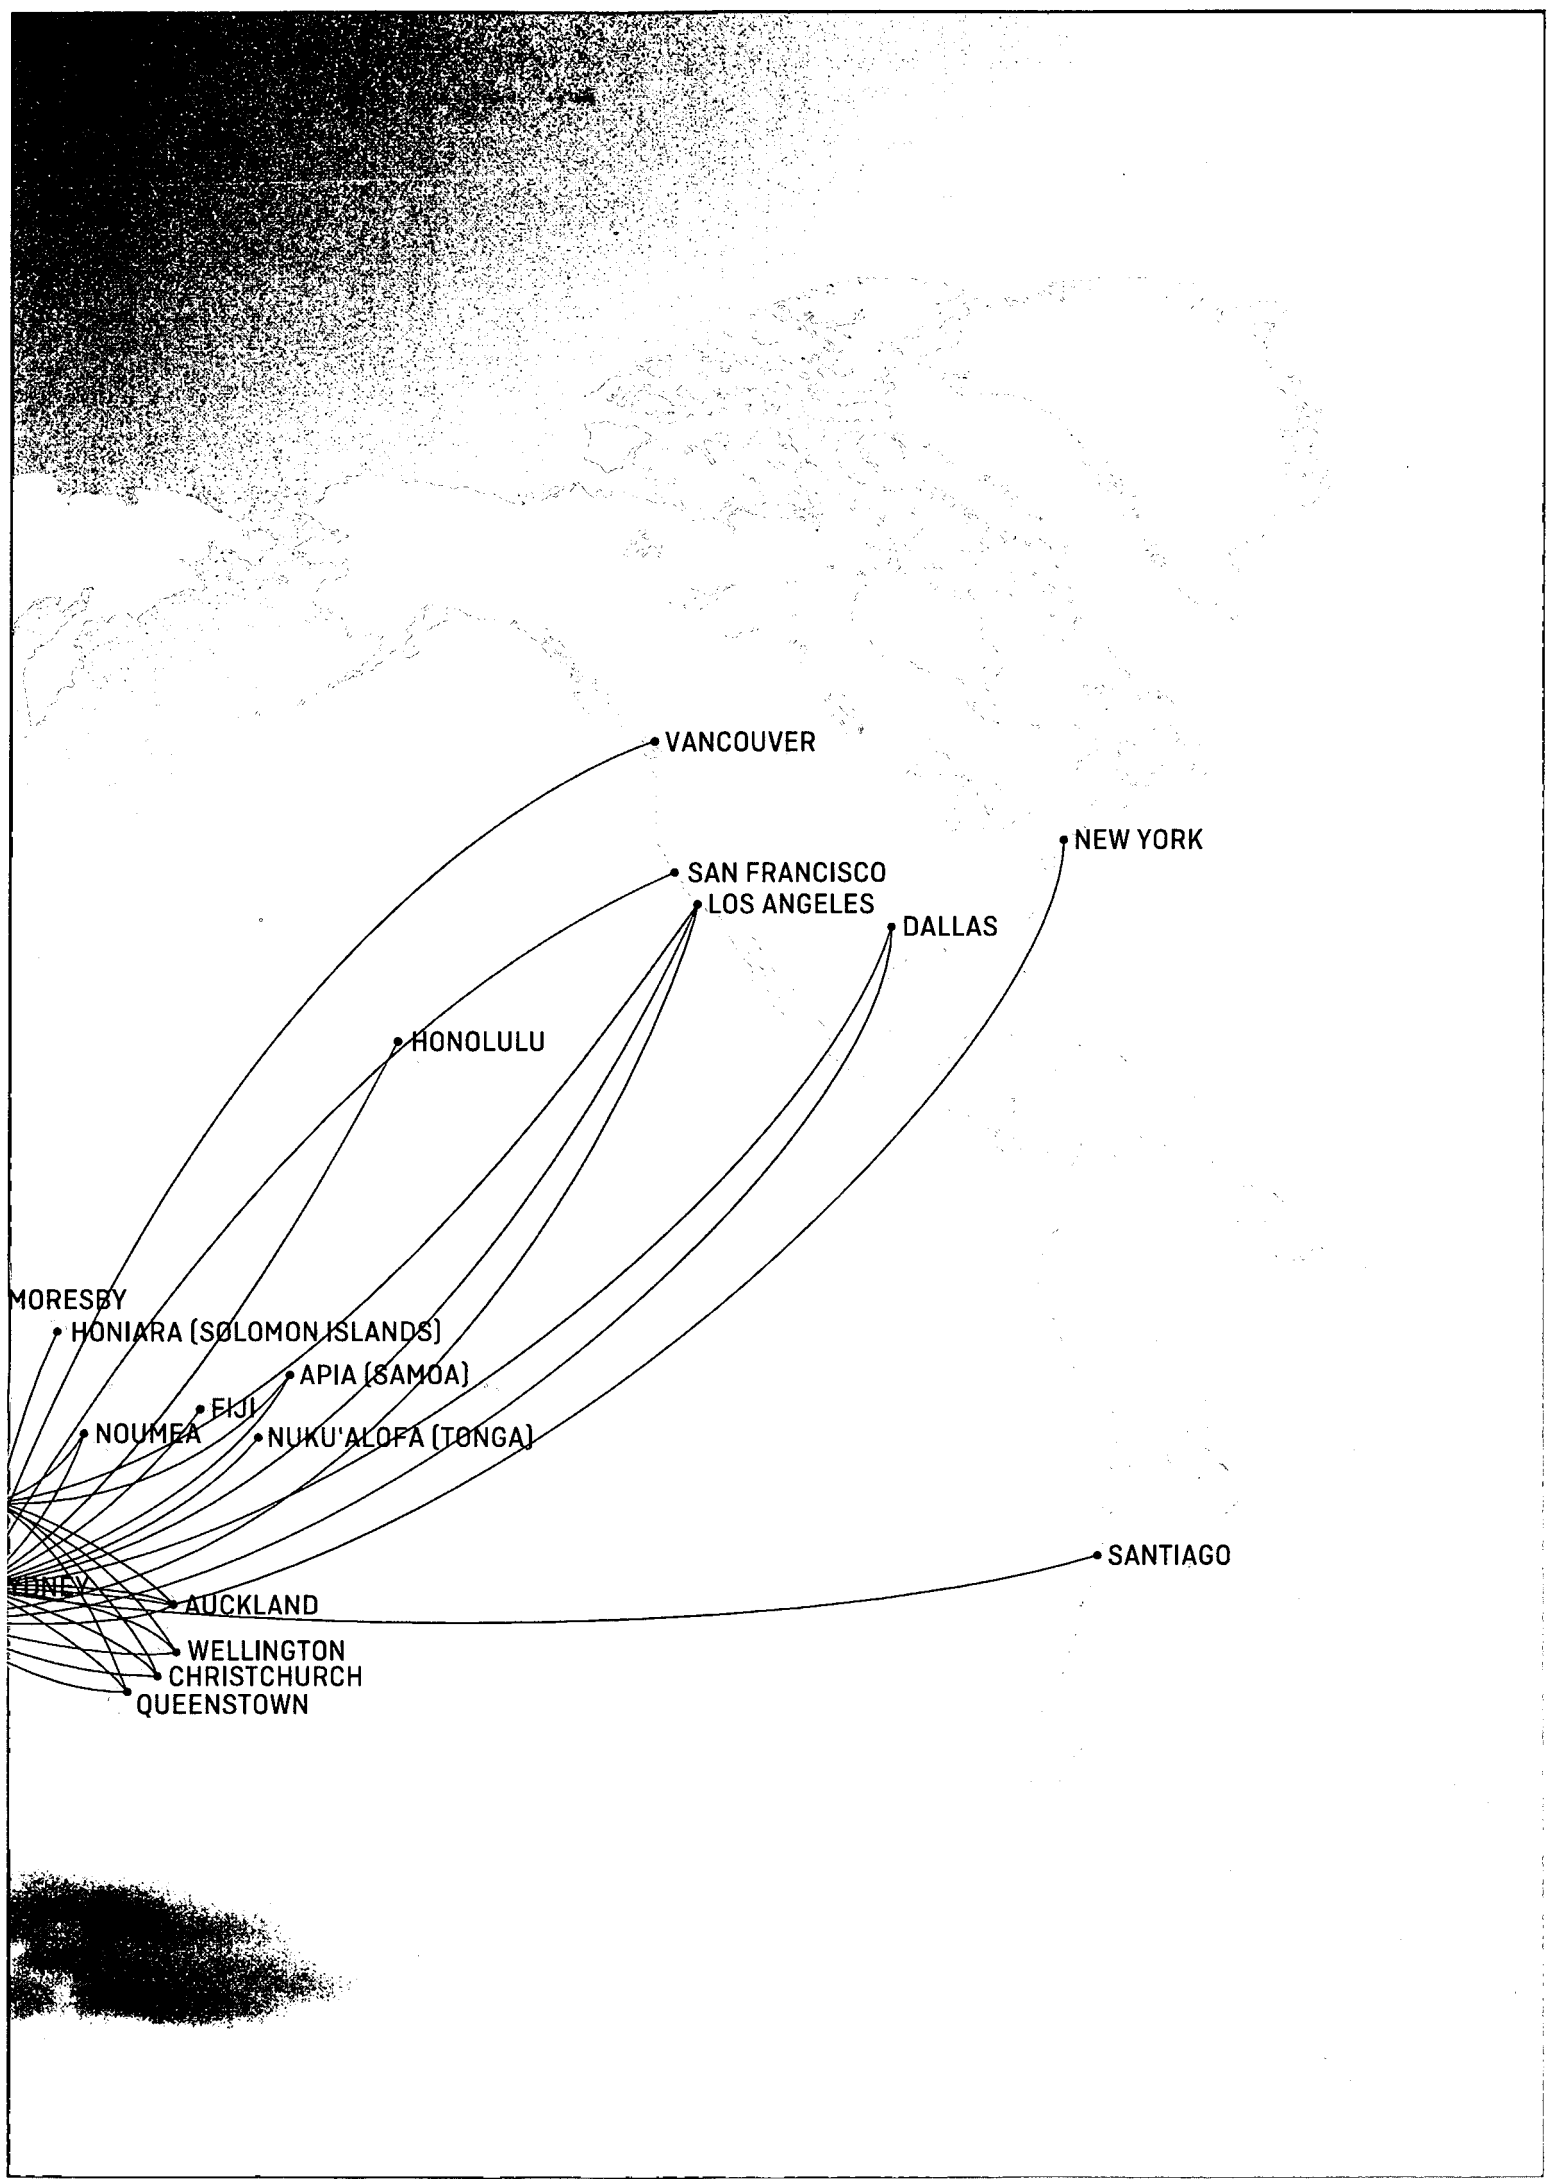 VANCOUVER
NEW YORK
SAN FRANCISCO
LOS ANGELES
DALLAS
HONOLULU
MORESBY
HONIARA (SOLOMON ISLANDS)
APIA (SAMOA)
FIJI
NOUMEA
NUKU'ALOFA (TONGA)
SANTIAGO
YDNEY
AUCKLAND
WELLINGTON
CHRISTCHURCH
QUEENSTOWN